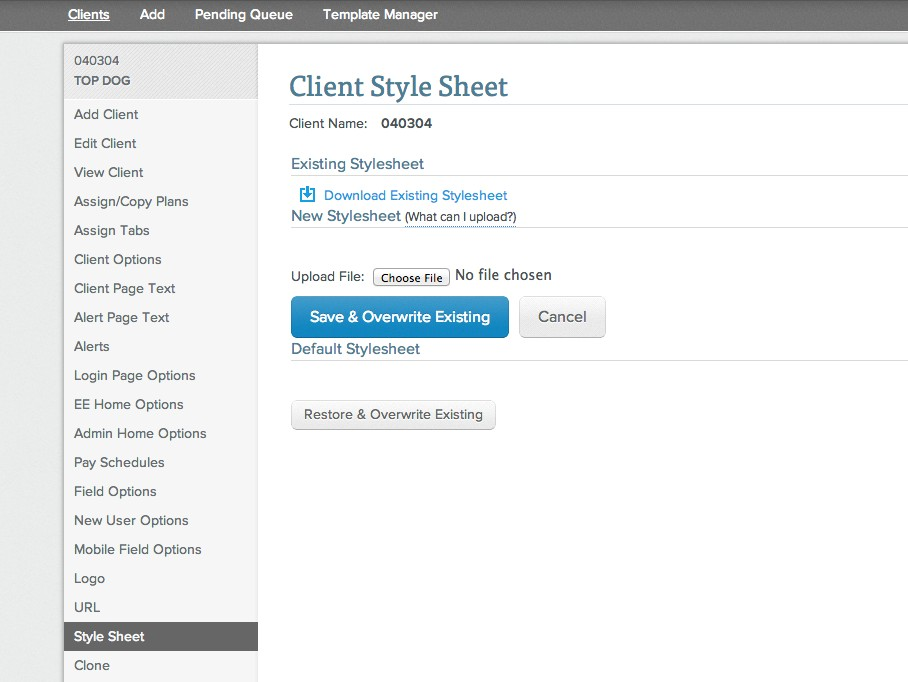 Clients Add Pending Queue Template Manager
040304
TOP DOG
Add Client
Edit Client
View Client
Assign/Copy Plans
Assign Tabs
Client Options
Client Page Text
Alert Page Text
Alerts
Login Page Options
EE Home Options
Admin Home Options
Pay Schedules
Field Options
New User Options
Mobile Field Options
Logo
URL
Style Sheet
Clone
Client Style Sheet
Client Name: 040304
Existing Stylesheet
Download Existing Stylesheet
New Stylesheet (What can I upload?)
Upload File: Choose File No file chosen
Save & Overwrite Existing Cancel
Default Stylesheet
Restore & Overwrite Existing